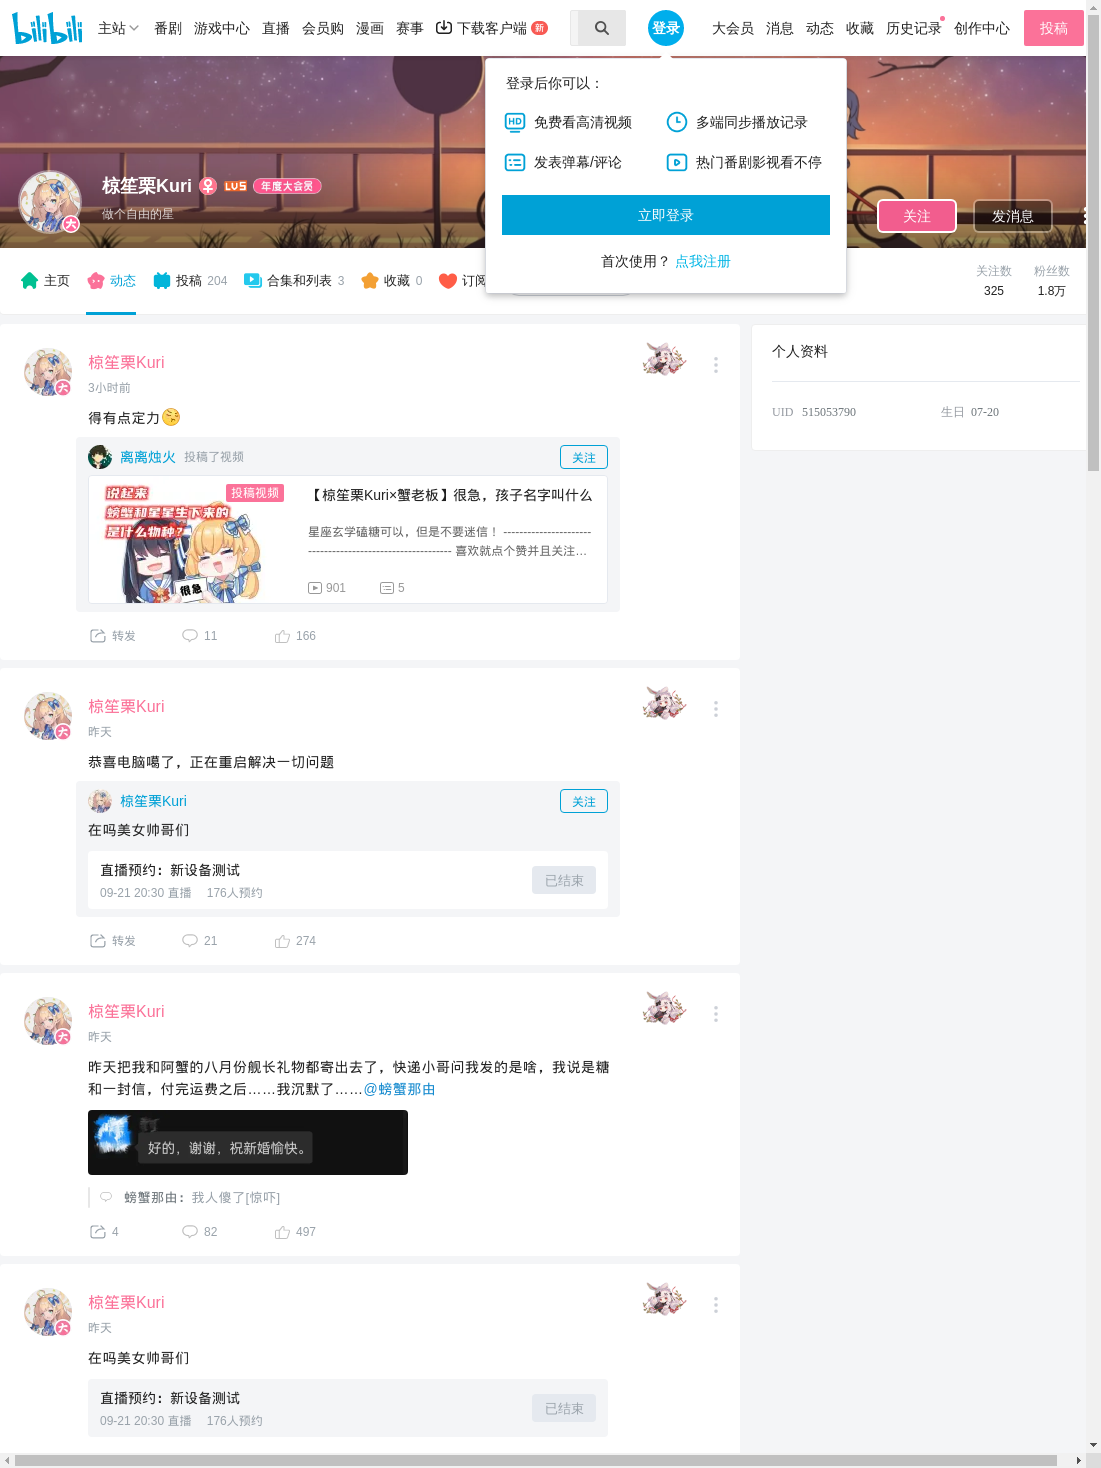 bilibili 主站 番剧 游戏中心 直播 会员购 漫画 赛事 下载客户端 新 登录 大会员 消息 动态 收藏 历史记录 创作中心 投稿
登录后你可以：
免费看高清视频 多端同步播放记录
发表弹幕/评论 热门番剧影视看不停
立即登录
首次使用？ 点我注册
椋笙栗Kuri LV5 年度大会员
做个自由的星
大
关注 发消息
主页 动态 投稿 204 合集和列表 3 收藏 0 订阅
关注数 粉丝数
325 1.8万
个人资料
UID 515053790 生日 07-20
椋笙栗Kuri
3小时前
大
得有点定力
离离烛火 投稿了视频 关注
说起来
螃蟹和星星生下来的
是什么物种?
很急
投稿视频
【椋笙栗Kuri×蟹老板】很急，孩子名字叫什么
星座玄学磕糖可以，但是不要迷信！ ----------------------
------------------------------------ 喜欢就点个赞并且关注…
901 5
转发 11 166
椋笙栗Kuri
昨天
大
恭喜电脑噶了，正在重启解决一切问题
椋笙栗Kuri 关注
在吗美女帅哥们
直播预约：新设备测试
09-21 20:30 直播 176人预约
已结束
转发 21 274
椋笙栗Kuri
昨天
大
昨天把我和阿蟹的八月份舰长礼物都寄出去了，快递小哥问我发的是啥，我说是糖
和一封信，付完运费之后……我沉默了……@螃蟹那由
好的，谢谢，祝新婚愉快。
螃蟹那由：我人傻了[惊吓]
4 82 497
椋笙栗Kuri
昨天
大
在吗美女帅哥们
直播预约：新设备测试
09-21 20:30 直播 176人预约
已结束